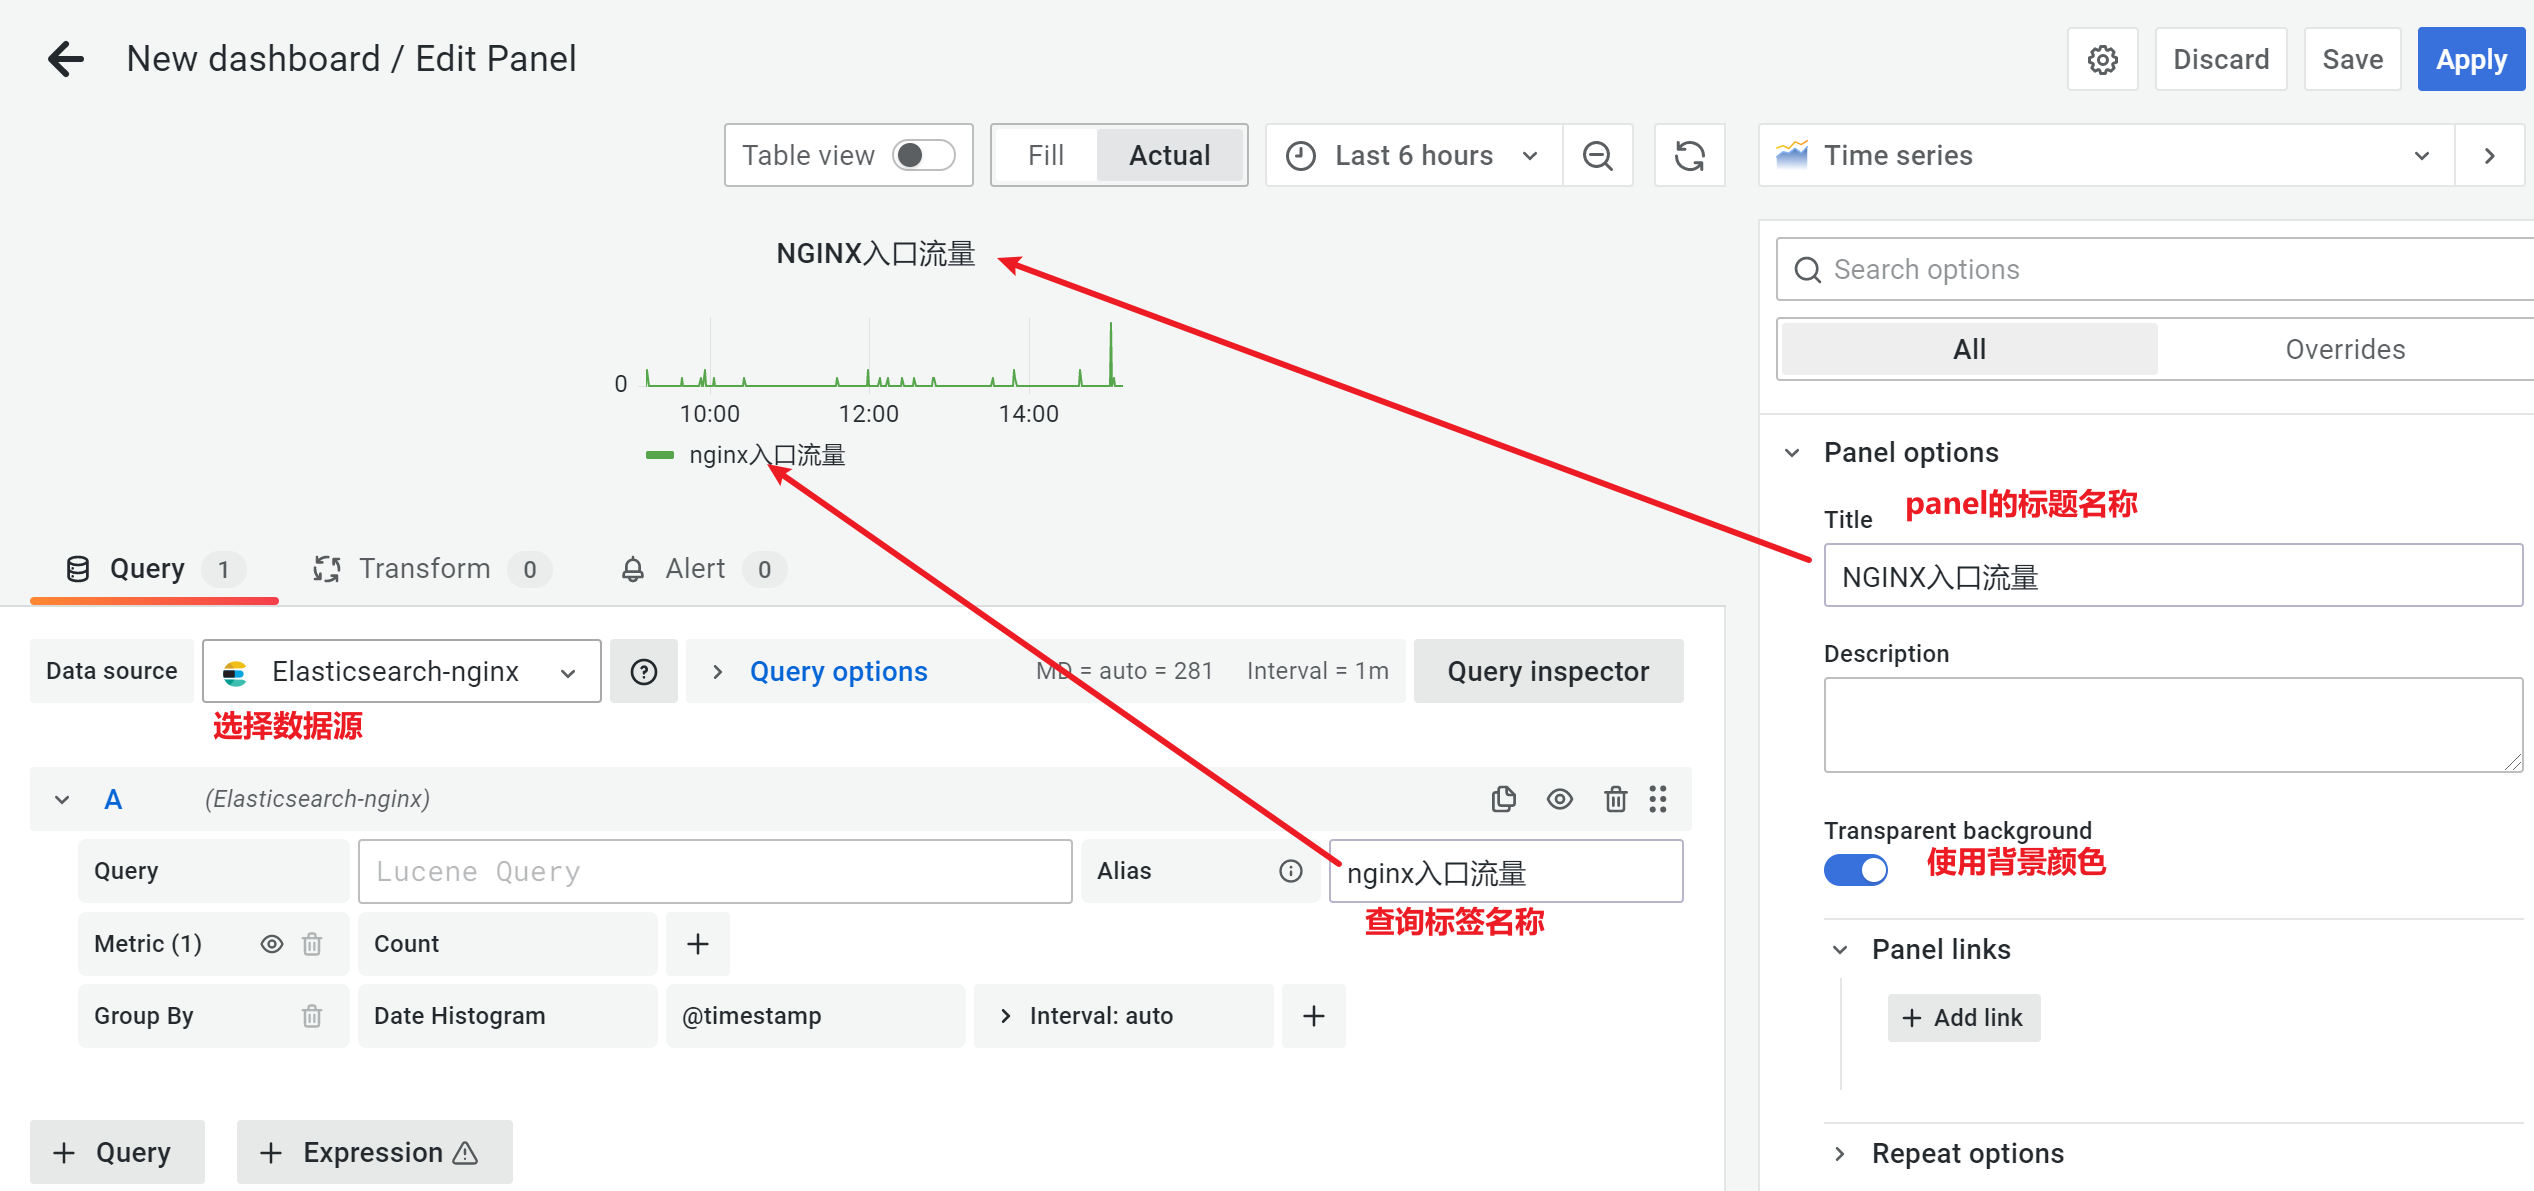 New dashboard / Edit Panel
Discard
Save
Apply
Table view
Fill
Actual
Last 6 hours
Time series
NGINX入口流量
0
10:00
12:00
14:00
nginx入口流量
Query 1
Transform 0
Alert 0
Data source
Elasticsearch-nginx
Query options
MD = auto = 281
Interval = 1m
Query inspector
选择数据源
A
(Elasticsearch-nginx)
Query
Lucene Query
Alias
nginx入口流量
查询标签名称
Metric (1)
Count
Group By
Date Histogram
@timestamp
Interval: auto
Query
Expression
Search options
All
Overrides
Panel options
panel的标题名称
Title
NGINX入口流量
Description
Transparent background
使用背景颜色
Panel links
Add link
Repeat options